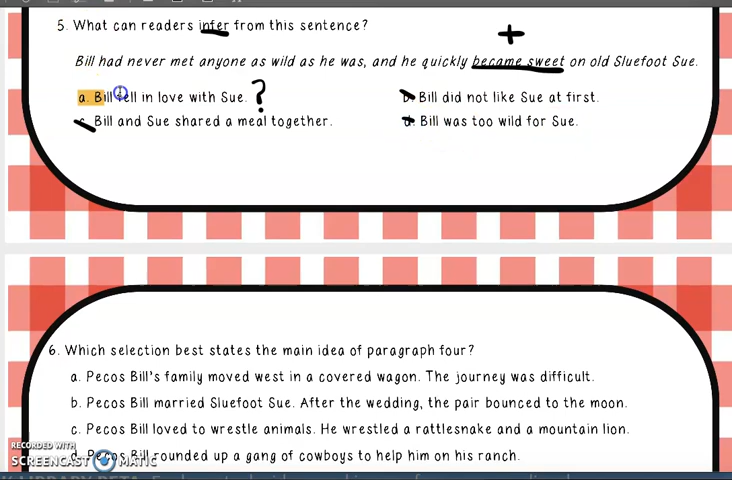 5. What can readers infer from this sentence?
+
Bill had never met anyone as wild as he was, and he quickly became sweet on old Sluefoot Sue.
a. Bill fell in love with Sue. ?
b. Bill did not like Sue at first.
c. Bill and Sue shared a meal together.
d. Bill was too wild for Sue.
6. Which selection best states the main idea of paragraph four?
a. Pecos Bill's family moved west in a covered wagon. The journey was difficult.
b. Pecos Bill married Sluefoot Sue. After the wedding, the pair bounced to the moon.
c. Pecos Bill loved to wrestle animals. He wrestled a rattlesnake and a mountain lion.
d. Pecos Bill rounded up a gang of cowboys to help him on his ranch.
RECORDED WITH
SCREENCAST MATIC